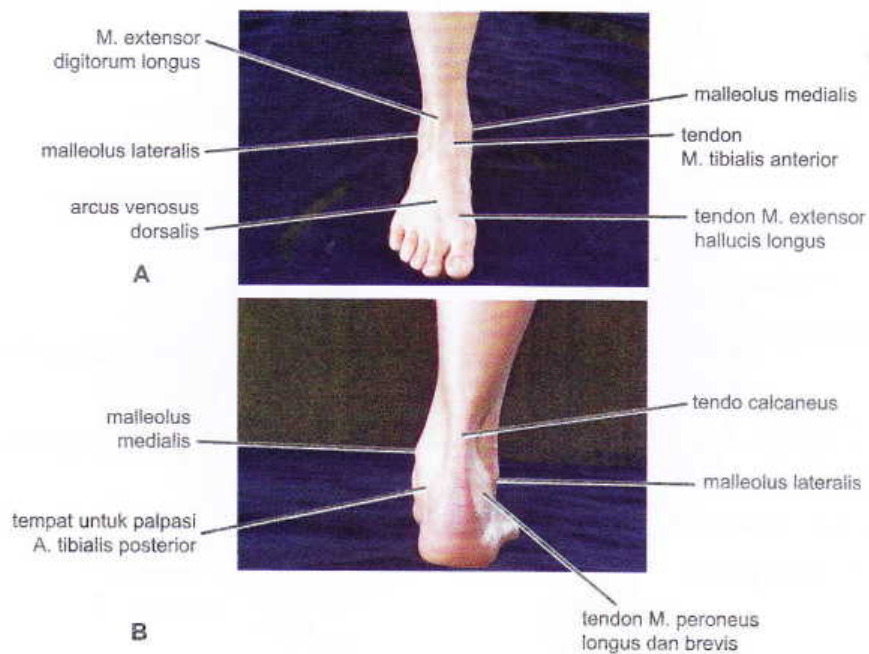 M. extensor
digitorum longus
malleolus lateralis
arcus venosus
dorsalis
malleolus medialis
tendon
M. tibialis anterior
tendon M. extensor
hallucis longus
A
malleolus
medialis
tempat untuk palpasi
A. tibialis posterior
tendo calcaneus
malleolus lateralis
tendon M. peroneus
longus dan brevis
B